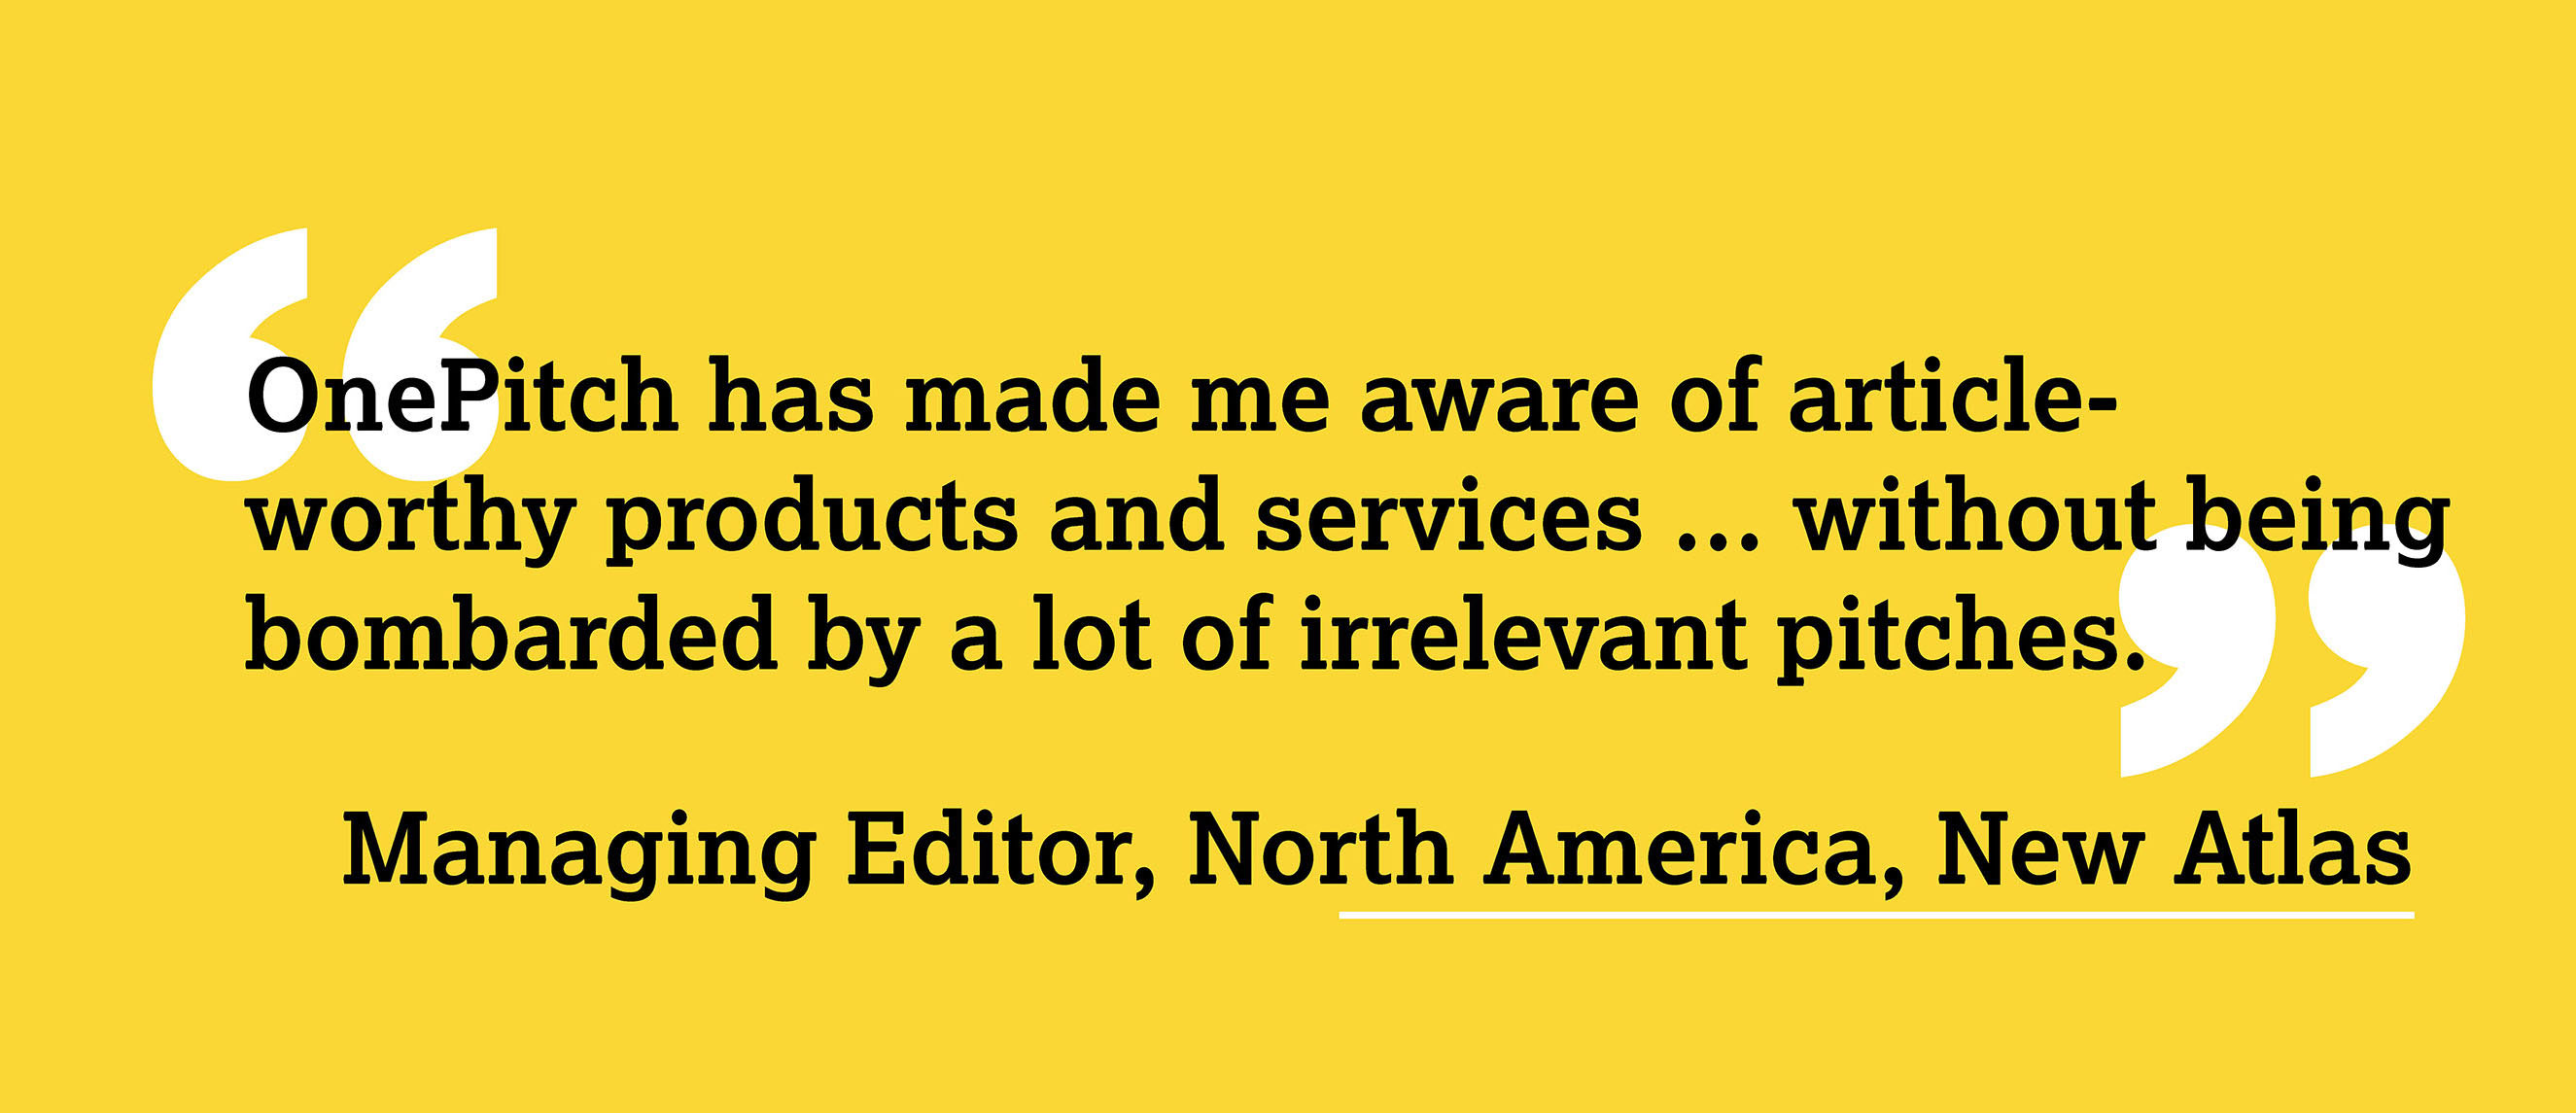 “OnePitch has made me aware of article-
worthy products and services ... without being
bombarded by a lot of irrelevant pitches.”
Managing Editor, North America, New Atlas